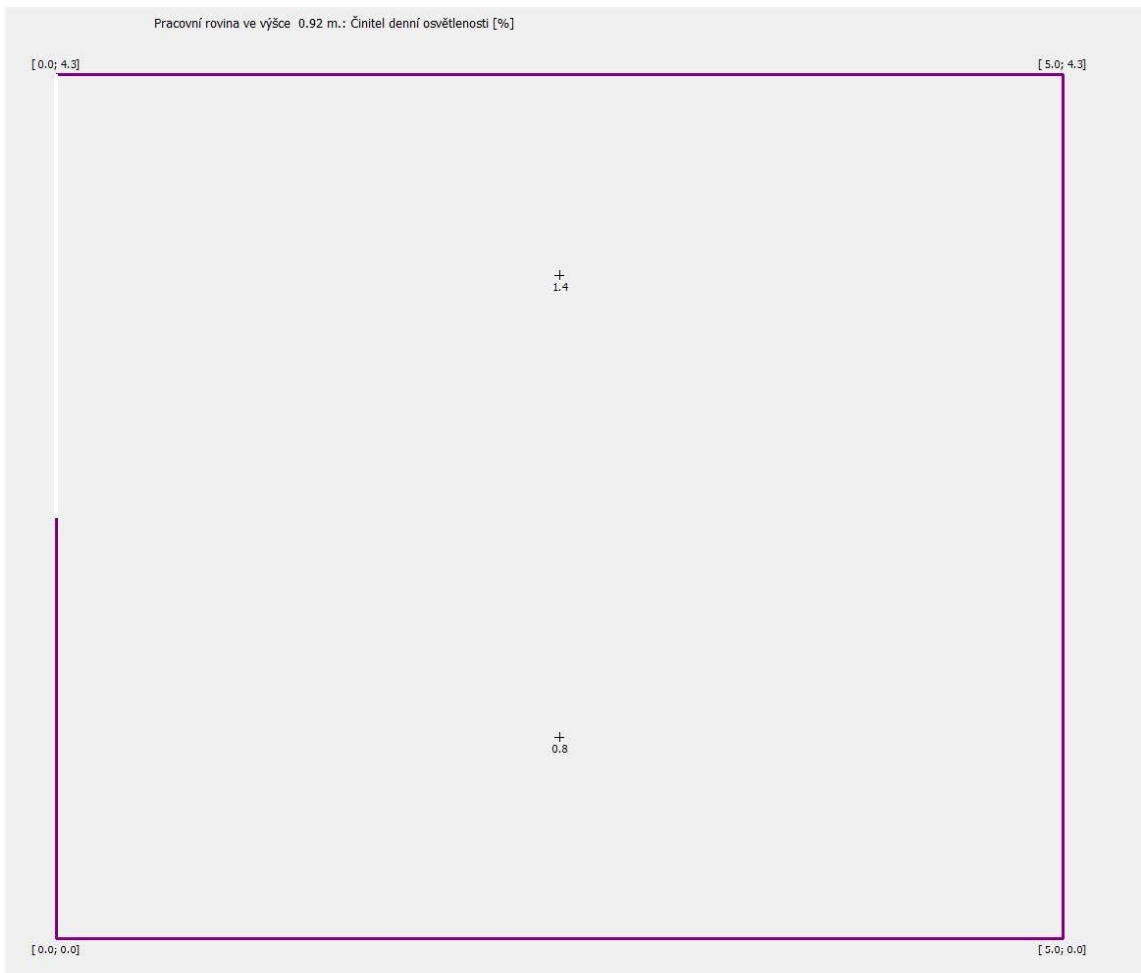 Pracovní rovina ve výšce  0.92 m.: Činitel denní osvětlenosti [%]
[ 0.0; 4.3]
[ 5.0; 4.3]
1.4
0.8
[ 0.0; 0.0]
[ 5.0; 0.0]